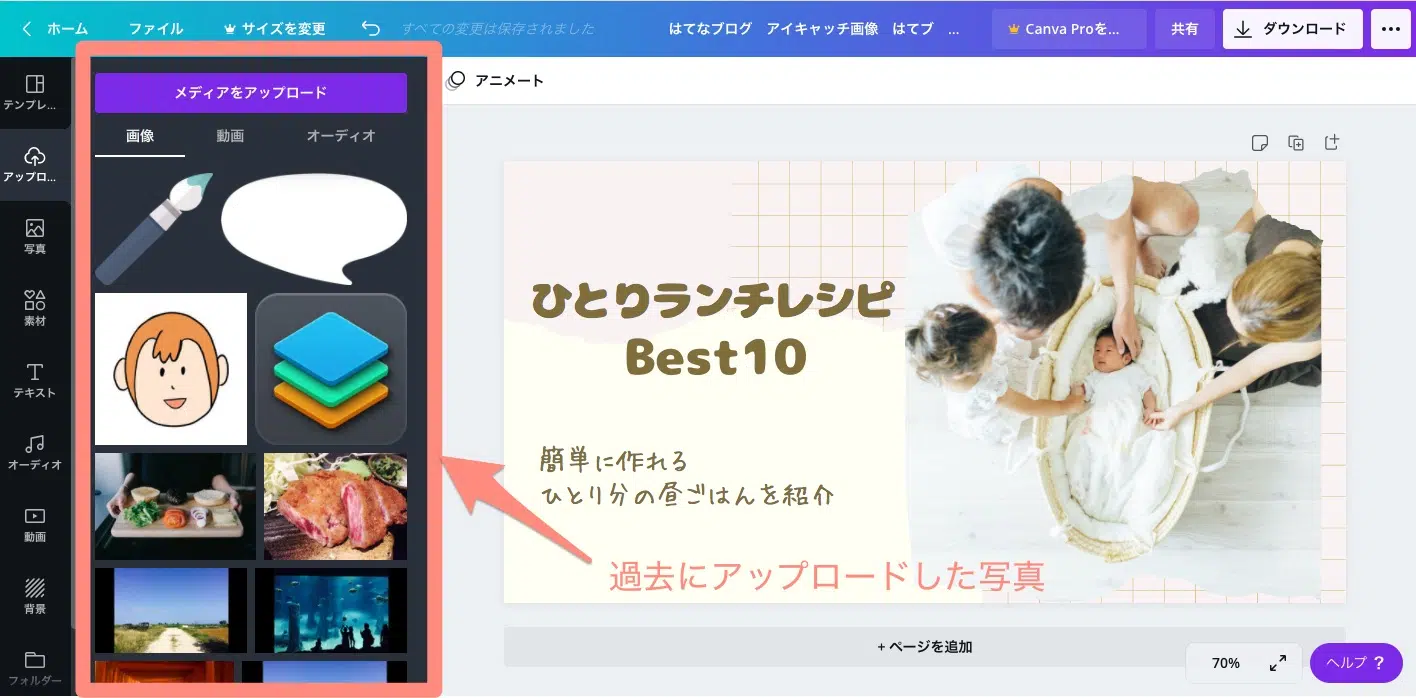 ホーム
ファイル
サイズを変更
すべての変更は保存されました
はてなブログ アイキャッチ画像 はてブ ...
Canva Proを...
共有
ダウンロード
テンプレ...
アップロ...
写真
素材
テキスト
オーディオ
動画
背景
フォルダー
メディアをアップロード
画像
動画
オーディオ
アニメート
ひとりランチレシピ
Best10
簡単に作れる
ひとり分の昼ごはんを紹介
過去にアップロードした写真
+ ページを追加
70%
ヘルプ ?